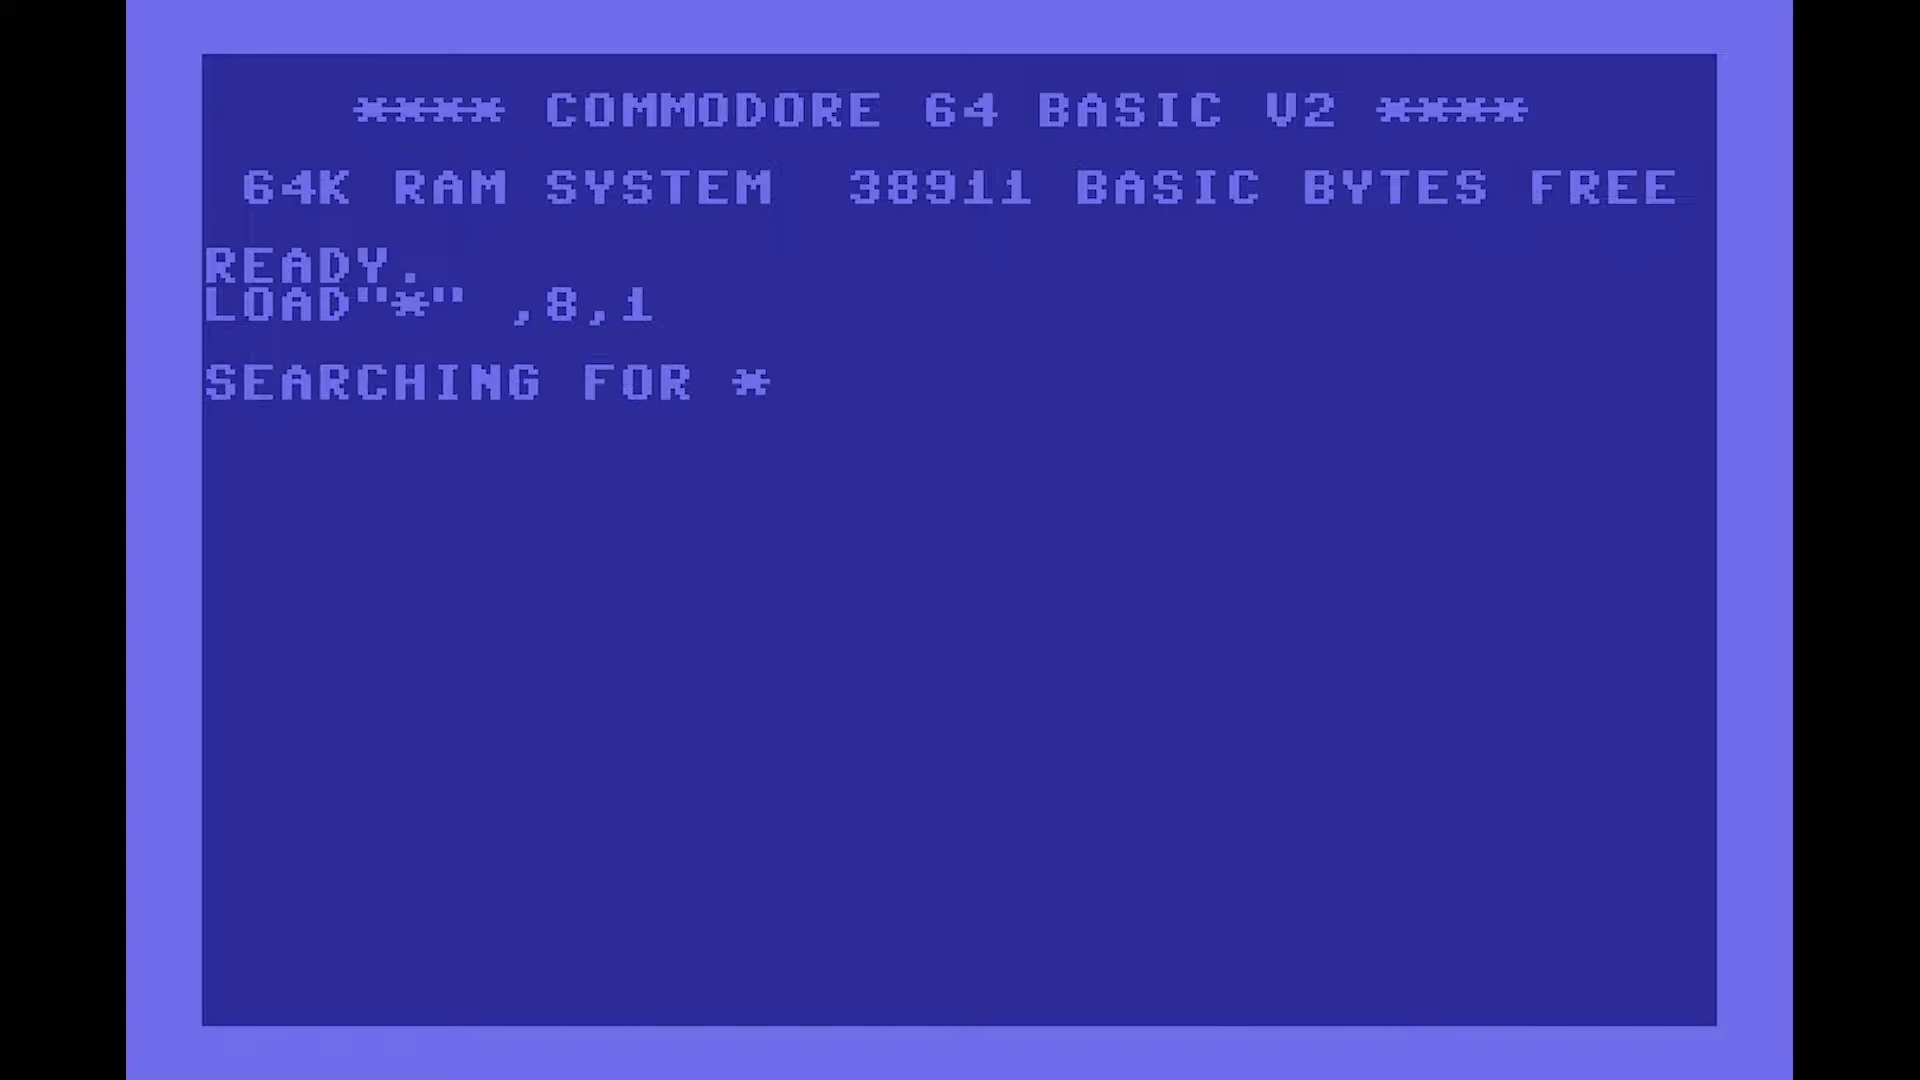 **** COMMODORE 64 BASIC V2 ****
64K RAM SYSTEM  38911 BASIC BYTES FREE
READY.
LOAD"*" ,8,1
SEARCHING FOR *